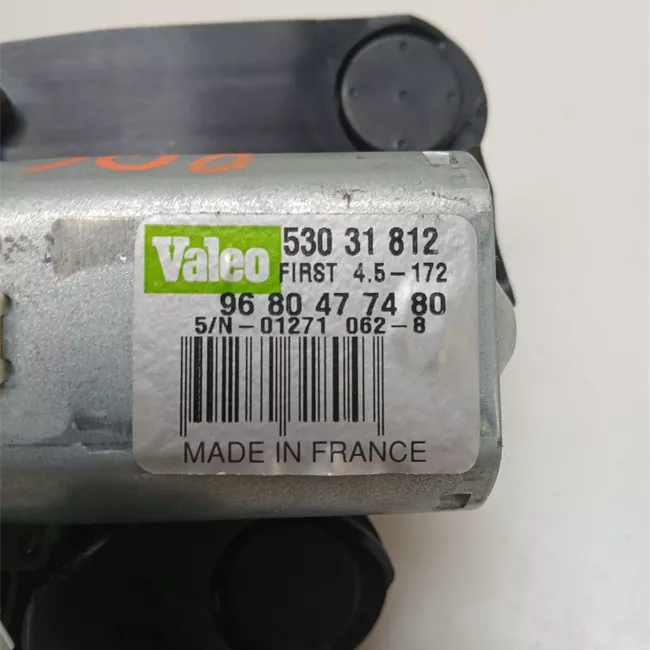 Valeo 530 31 812
FIRST 4.5-172
96 80 47 74 80
S/N-01271 062-8
MADE IN FRANCE